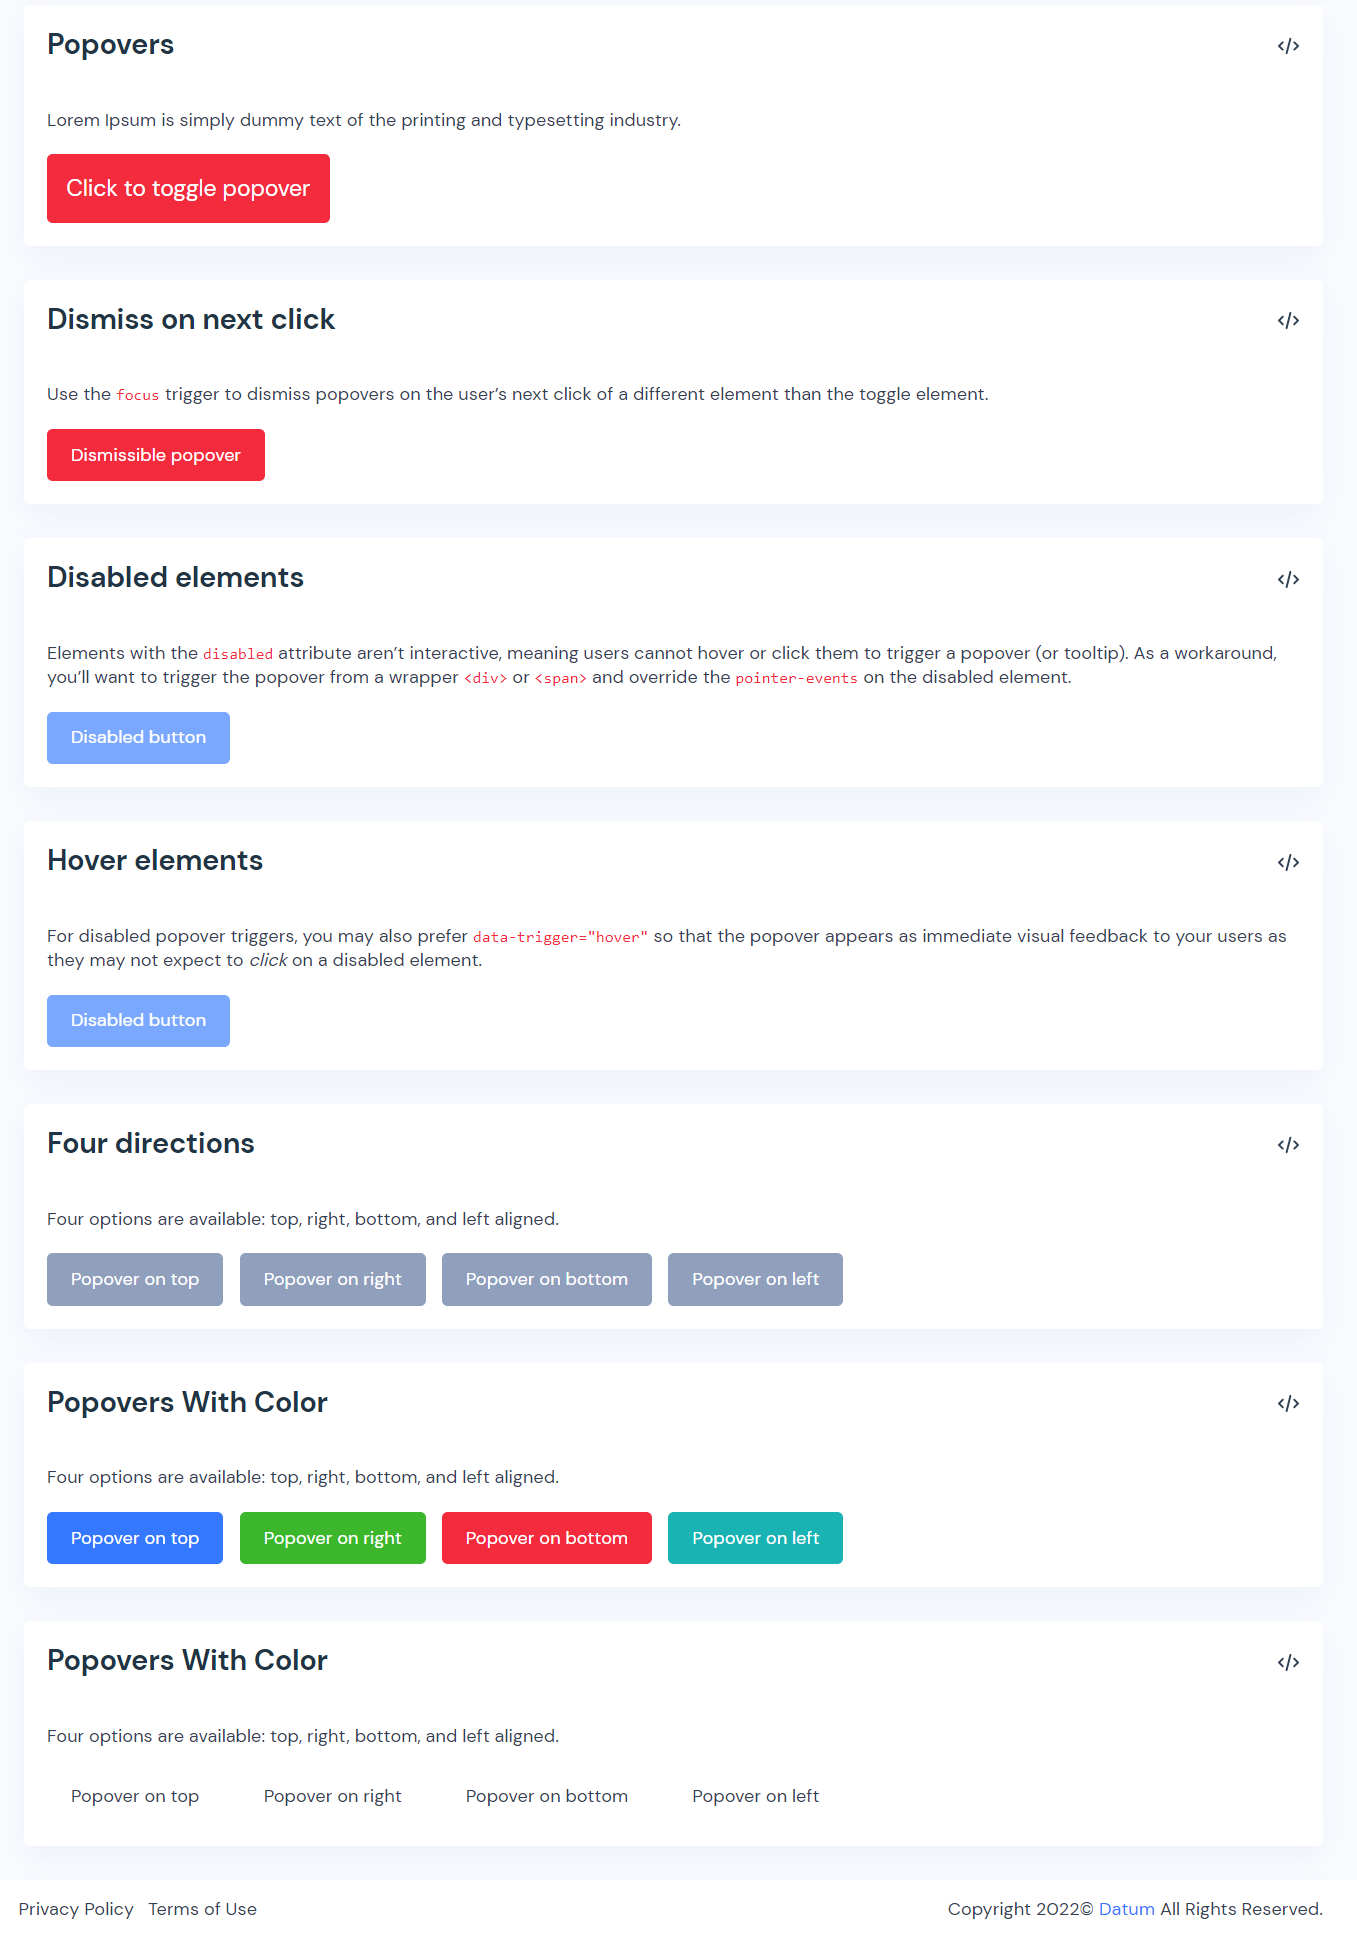 Popovers
</>
Lorem Ipsum is simply dummy text of the printing and typesetting industry.
Click to toggle popover
Dismiss on next click
</>
Use the focus trigger to dismiss popovers on the user’s next click of a different element than the toggle element.
Dismissible popover
Disabled elements
</>
Elements with the disabled attribute aren’t interactive, meaning users cannot hover or click them to trigger a popover (or tooltip). As a workaround,
you’ll want to trigger the popover from a wrapper <div> or <span> and override the pointer-events on the disabled element.
Disabled button
Hover elements
</>
For disabled popover triggers, you may also prefer data-trigger="hover" so that the popover appears as immediate visual feedback to your users as
they may not expect to click on a disabled element.
Disabled button
Four directions
</>
Four options are available: top, right, bottom, and left aligned.
Popover on top Popover on right Popover on bottom Popover on left
Popovers With Color
</>
Four options are available: top, right, bottom, and left aligned.
Popover on top Popover on right Popover on bottom Popover on left
Popovers With Color
</>
Four options are available: top, right, bottom, and left aligned.
Popover on top Popover on right Popover on bottom Popover on left
Privacy Policy Terms of Use Copyright 2022© Datum All Rights Reserved.